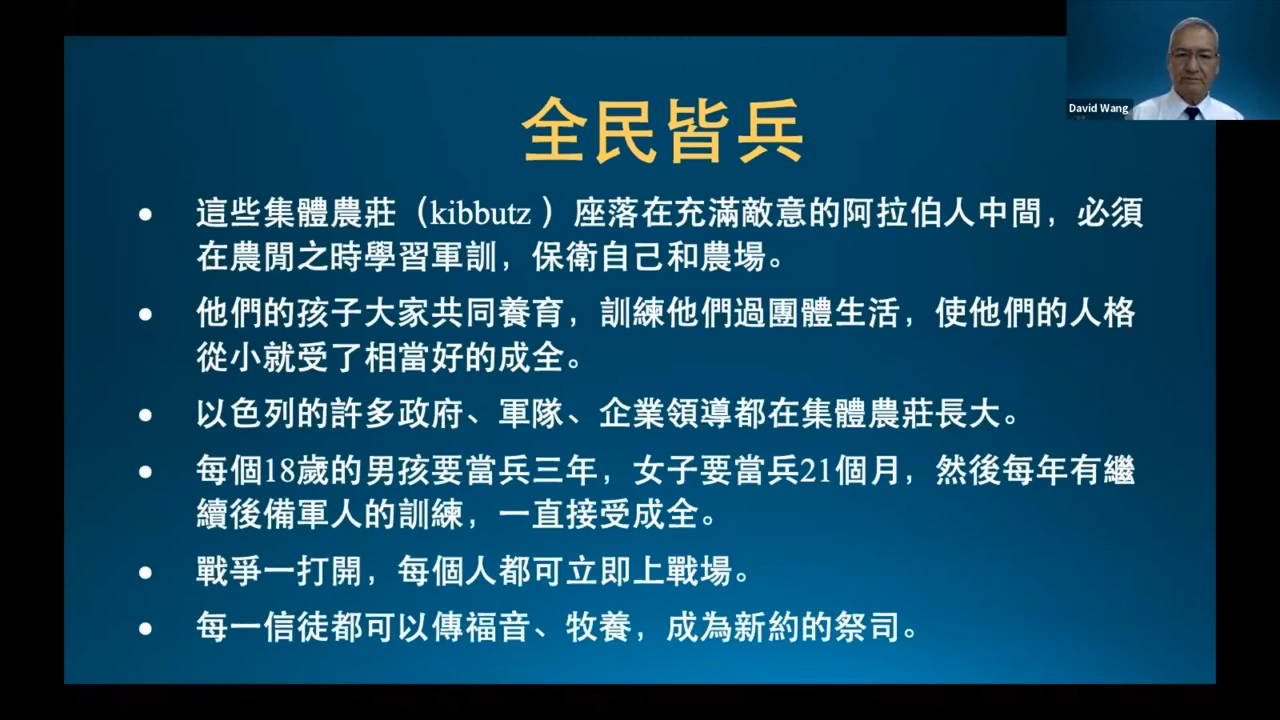 David Wang
全民皆兵
• 這些集體農莊（kibbutz ）座落在充滿敵意的阿拉伯人中間，必須
在農閒之時學習軍訓，保衛自己和農場。
• 他們的孩子大家共同養育，訓練他們過團體生活，使他們的人格
從小就受了相當好的成全。
• 以色列的許多政府、軍隊、企業領導都在集體農莊長大。
• 每個18歲的男孩要當兵三年，女子要當兵21個月，然後每年有繼
續後備軍人的訓練，一直接受成全。
• 戰爭一打開，每個人都可立即上戰場。
• 每一信徒都可以傳福音、牧養，成為新約的祭司。